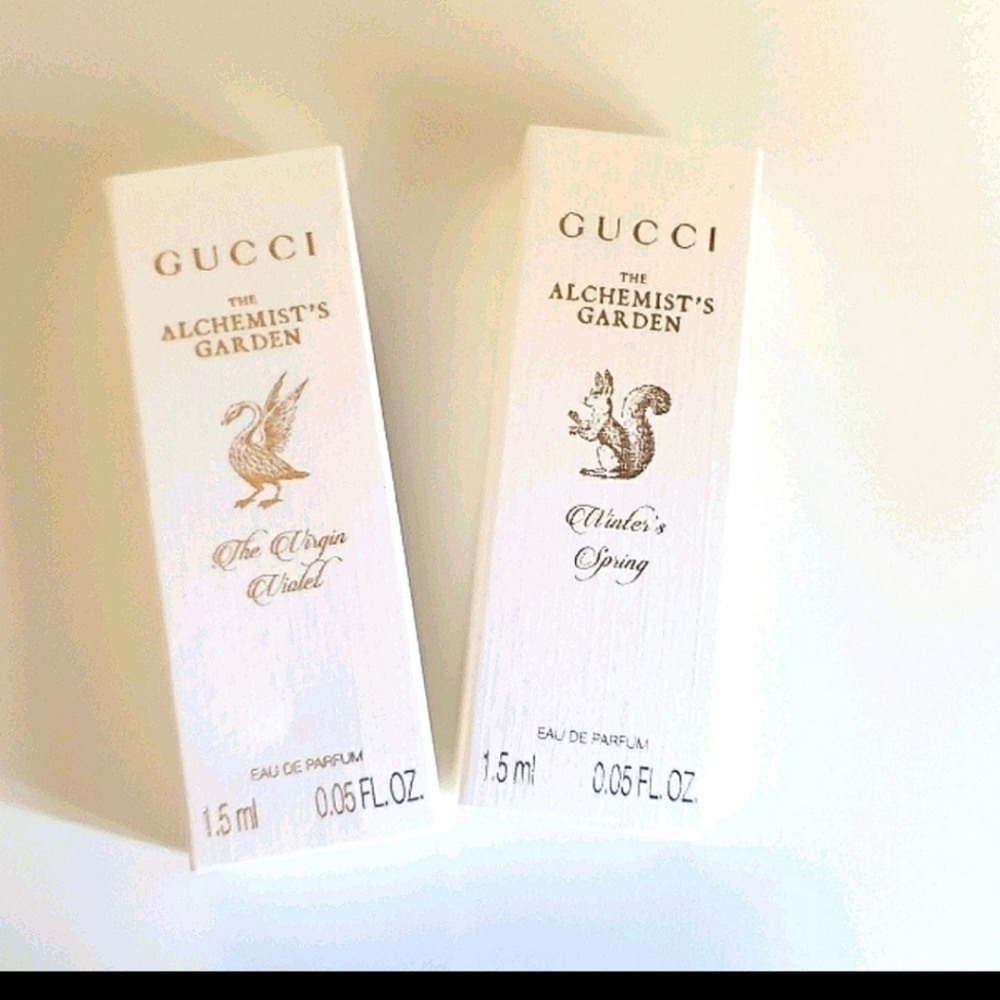 GUCCI
THE
ALCHEMIST'S
GARDEN
The Virgin
Violet
EAU DE PARFUM
1.5 ml 0.05 FL.OZ.
GUCCI
THE
ALCHEMIST'S
GARDEN
Winter's
Spring
EAU DE PARFUM
1.5 ml 0.05 FL.OZ.